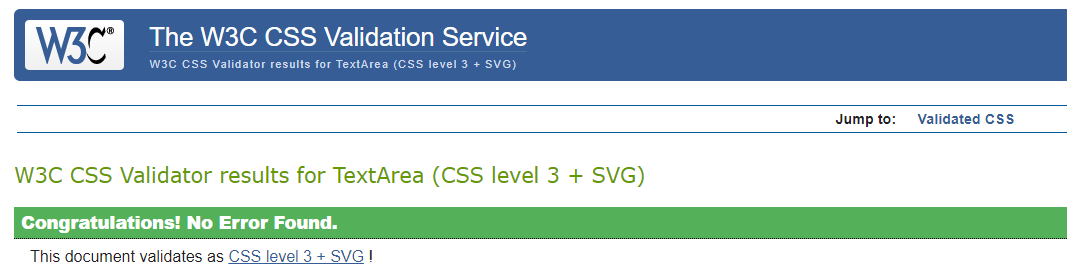 W3C®
The W3C CSS Validation Service
W3C CSS Validator results for TextArea (CSS level 3 + SVG)
Jump to: Validated CSS
W3C CSS Validator results for TextArea (CSS level 3 + SVG)
Congratulations! No Error Found.
This document validates as CSS level 3 + SVG !